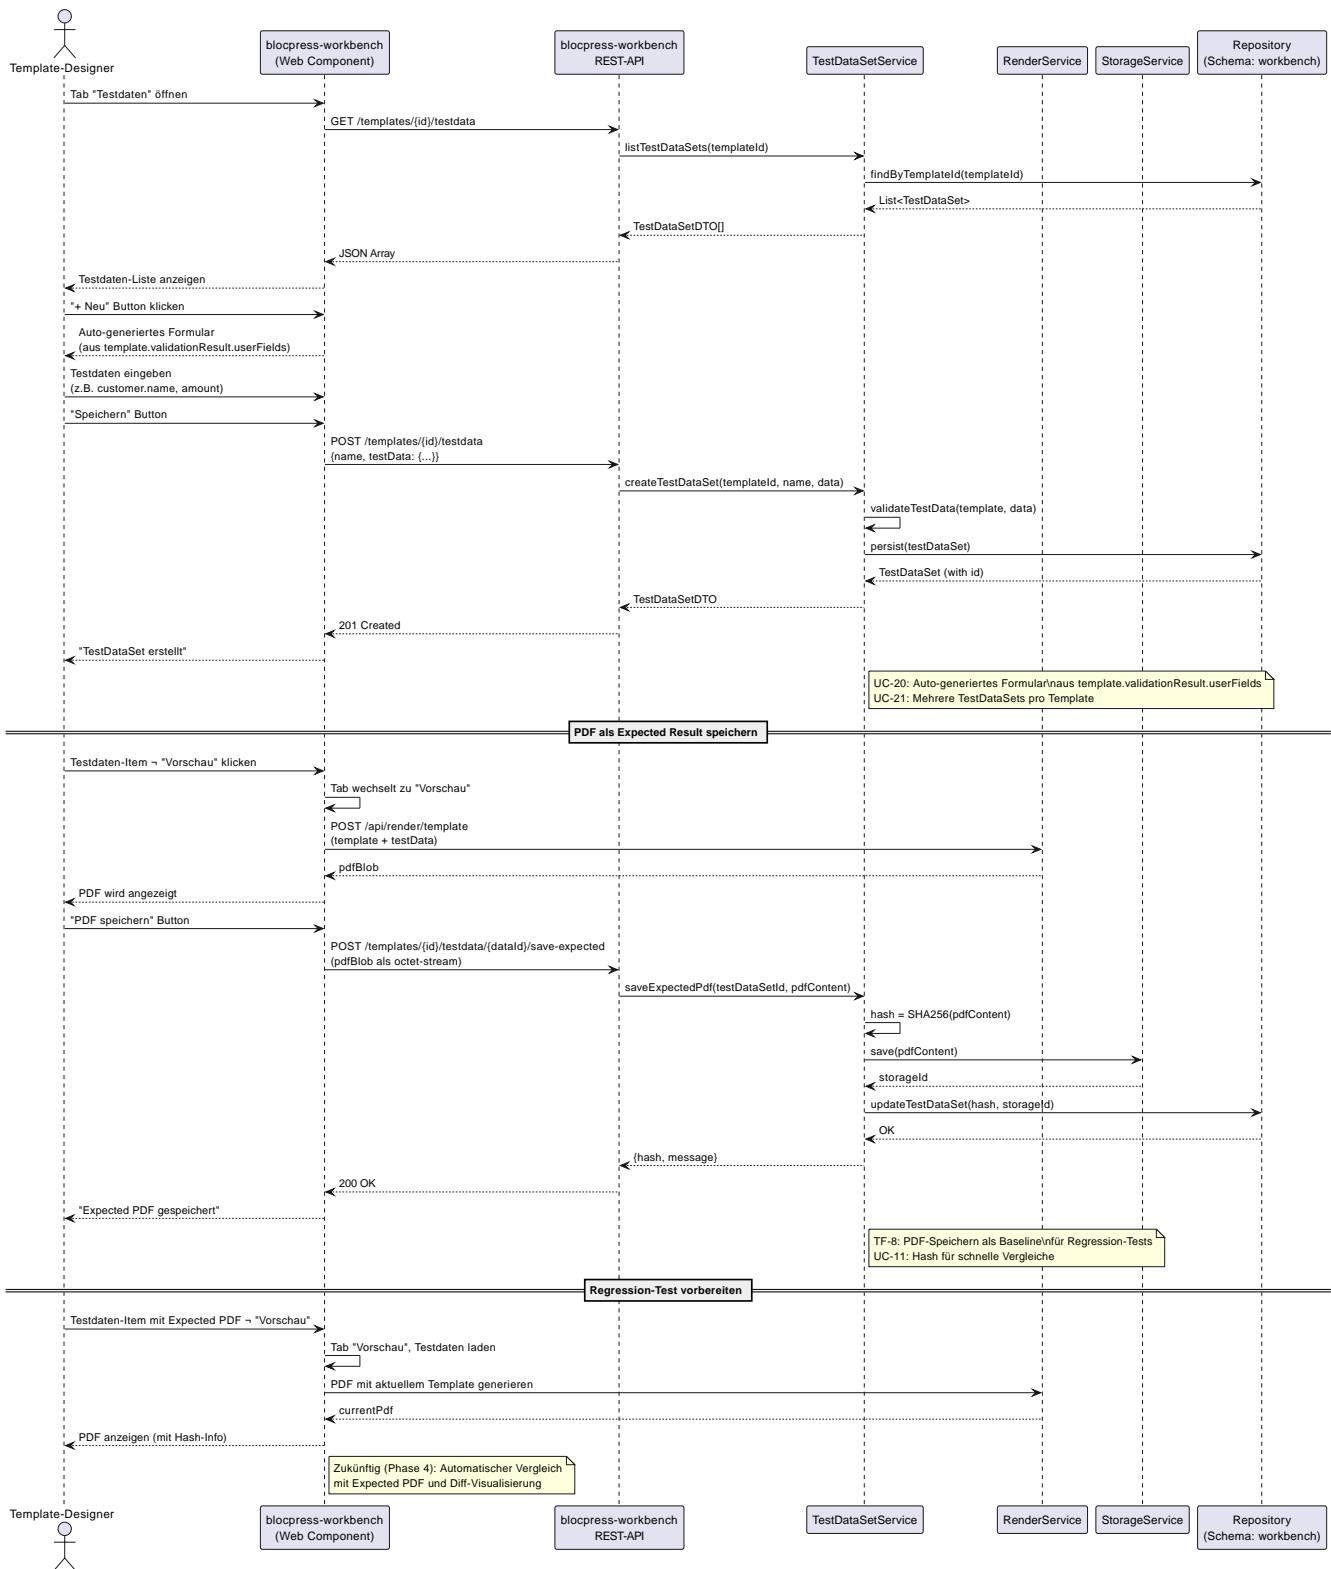 Template-Designer
blocpress-workbench
(Web Component)
blocpress-workbench
REST-API
TestDataSetService
RenderService
StorageService
Repository
(Schema: workbench)
Tab "Testdaten" öffnen
GET /templates/{id}/testdata
listTestDataSets(templateId)
findByTemplateId(templateId)
List<TestDataSet>
TestDataSetDTO[]
JSON Array
Testdaten-Liste anzeigen
"+ Neu" Button klicken
Auto-generiertes Formular
(aus template.validationResult.userFields)
Testdaten eingeben
(z.B. customer.name, amount)
"Speichern" Button
POST /templates/{id}/testdata
{name, testData: {...}}
createTestDataSet(templateId, name, data)
validateTestData(template, data)
persist(testDataSet)
TestDataSet (with id)
TestDataSetDTO
201 Created
"TestDataSet erstellt"
UC-20: Auto-generiertes Formular\naus template.validationResult.userFields
UC-21: Mehrere TestDataSets pro Template
PDF als Expected Result speichern
Testdaten-Item ¬ "Vorschau" klicken
Tab wechselt zu "Vorschau"
POST /api/render/template
(template + testData)
pdfBlob
PDF wird angezeigt
"PDF speichern" Button
POST /templates/{id}/testdata/{dataId}/save-expected
(pdfBlob als octet-stream)
saveExpectedPdf(testDataSetId, pdfContent)
hash = SHA256(pdfContent)
save(pdfContent)
storageId
updateTestDataSet(hash, storageId)
OK
{hash, message}
200 OK
"Expected PDF gespeichert"
TF-8: PDF-Speichern als Baseline\nfür Regression-Tests
UC-11: Hash für schnelle Vergleiche
Regression-Test vorbereiten
Testdaten-Item mit Expected PDF ¬ "Vorschau"
Tab "Vorschau", Testdaten laden
PDF mit aktuellem Template generieren
currentPdf
PDF anzeigen (mit Hash-Info)
Zukünftig (Phase 4): Automatischer Vergleich
mit Expected PDF und Diff-Visualisierung
Template-Designer
blocpress-workbench
(Web Component)
blocpress-workbench
REST-API
TestDataSetService
RenderService
StorageService
Repository
(Schema: workbench)